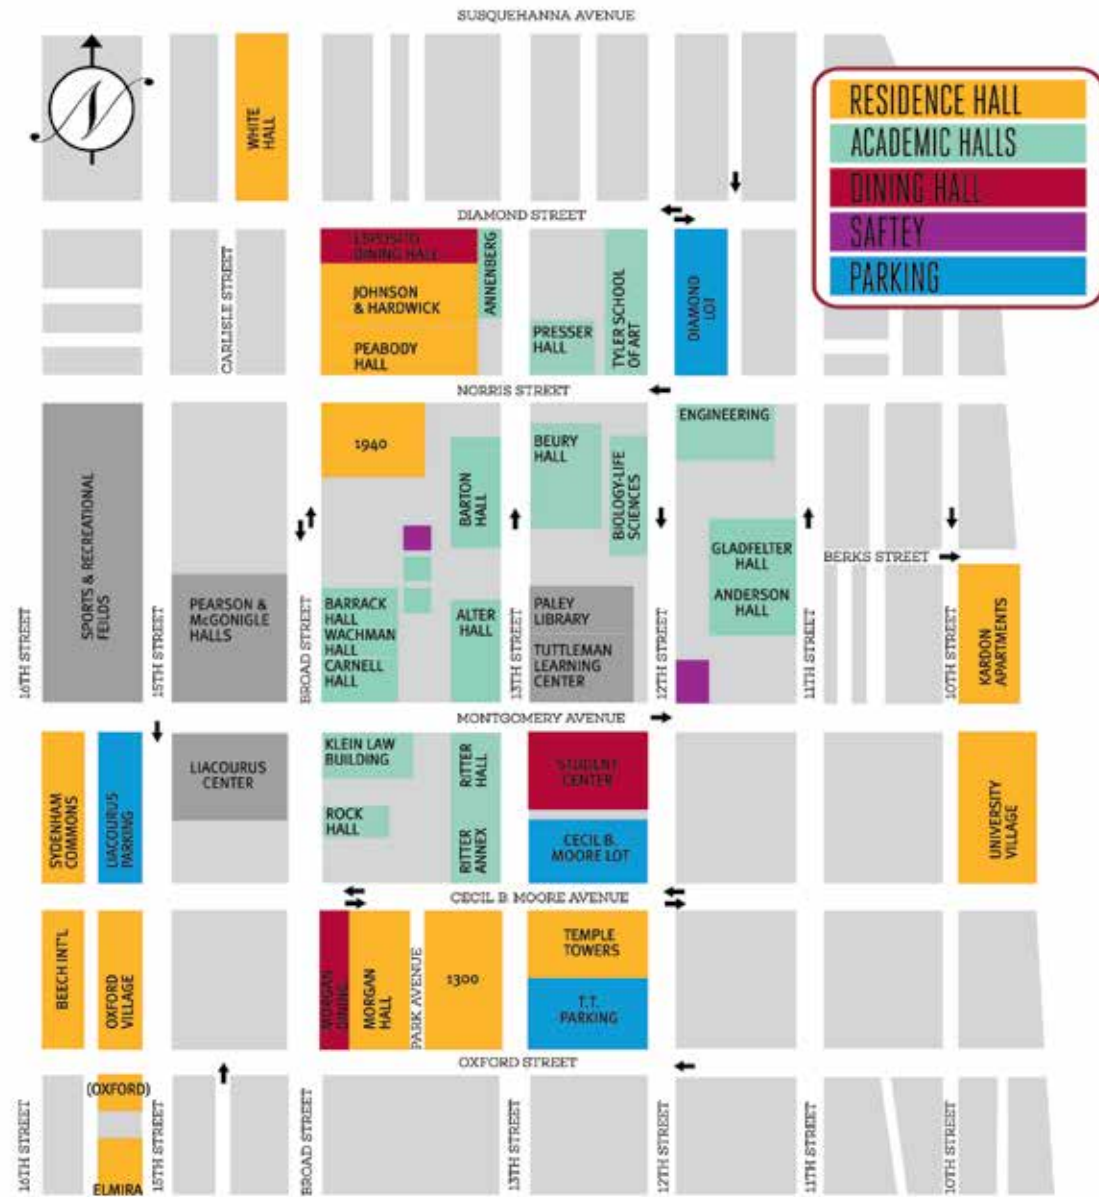 SUSQUEHANNA AVENUE
N
WHITE
HALL
RESIDENCE HALL
ACADEMIC HALLS
DINING HALL
SAFTEY
PARKING
DIAMOND STREET
CARLISLE STREET
ESPOSITO
DINING HALL
ANNENBERG
JOHNSON
& HARDWICK
PEABODY
HALL
PRESSER
HALL
TYLER SCHOOL
OF ART
DIAMOND
LOT
NORRIS STREET
SPORTS & RECREATIONAL
FEILDS
1940
BARTON
HALL
BEURY
HALL
BIOLOGY-LIFE
SCIENCES
ENGINEERING
GLADFELTER
HALL
ANDERSON
HALL
BERKS STREET
16TH STREET
15TH STREET
PEARSON &
McGONIGLE
HALLS
BROAD STREET
BARRACK
HALL
WACHMAN
HALL
CARNELL
HALL
ALTER
HALL
13TH STREET
PALEY
LIBRARY
TUTTLEMAN
LEARNING
CENTER
12TH STREET
11TH STREET
10TH STREET
KARDON
APARTMENTS
MONTGOMERY AVENUE
SYDENHAM
COMMONS
LIACOURUS
PARKING
LIACOURUS
CENTER
KLEIN LAW
BUILDING
ROCK
HALL
RITTER
HALL
RITTER
ANNEX
STUDENT
CENTER
CECIL B.
MOORE LOT
UNIVERSITY
VILLAGE
CECIL B. MOORE AVENUE
BEECH INT'L
OXFORD
VILLAGE
MORGAN
DINING
MORGAN
HALL
PARK AVENUE
1300
TEMPLE
TOWERS
T.T.
PARKING
OXFORD STREET
(OXFORD)
ELMIRA
16TH STREET
15TH STREET
BROAD STREET
13TH STREET
12TH STREET
11TH STREET
10TH STREET